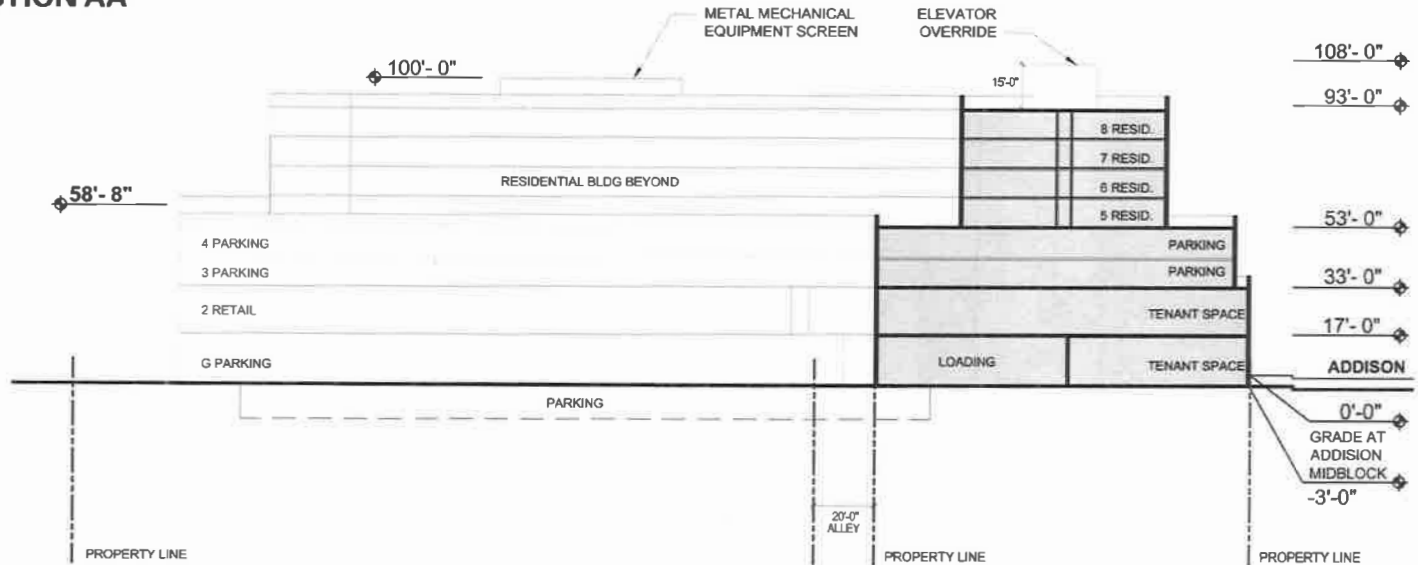 METAL MECHANICAL
EQUIPMENT SCREEN
ELEVATOR
OVERRIDE
100'- 0"
15'-0"
108'- 0"
93'- 0"
8 RESID.
7 RESID.
RESIDENTIAL BLDG BEYOND
6 RESID.
58'- 8"
5 RESID.
53'- 0"
4 PARKING
PARKING
3 PARKING
PARKING
33'- 0"
2 RETAIL
TENANT SPACE
17'- 0"
G PARKING
LOADING
TENANT SPACE
ADDISON
PARKING
0'-0"
GRADE AT
ADDISION
MIDBLOCK
-3'-0"
20'-0"
ALLEY
PROPERTY LINE
PROPERTY LINE
PROPERTY LINE